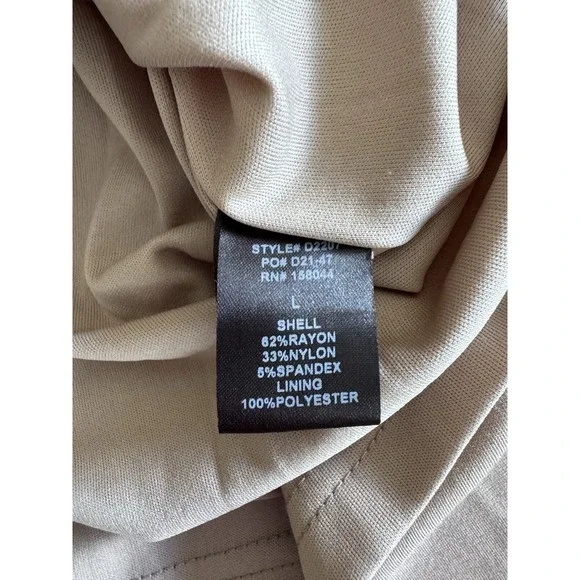 STYLE# D2207
PO# D21-47
RN# 158044
L
SHELL
62%RAYON
33%NYLON
5%SPANDEX
LINING
100%POLYESTER